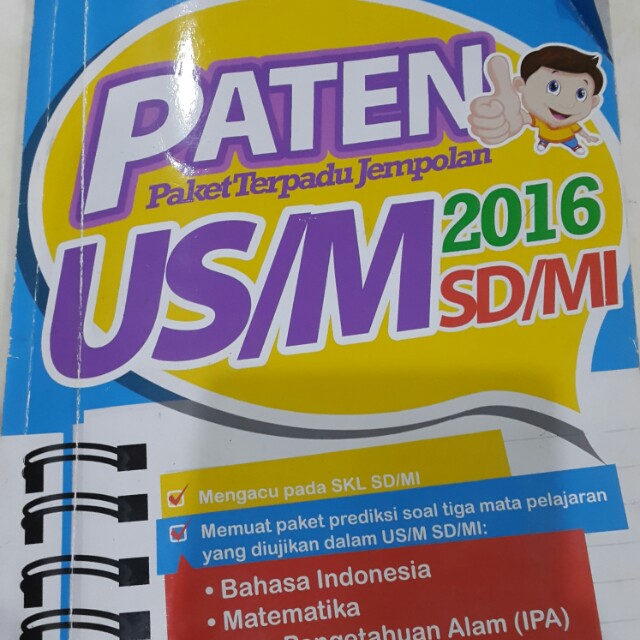 PATEN
Paket Terpadu Jempolan
US/M 2016
SD/MI
Mengacu pada SKL SD/MI
Memuat paket prediksi soal tiga mata pelajaran
yang diujikan dalam US/M SD/MI:
• Bahasa Indonesia
• Matematika
Pengetahuan Alam (IPA)